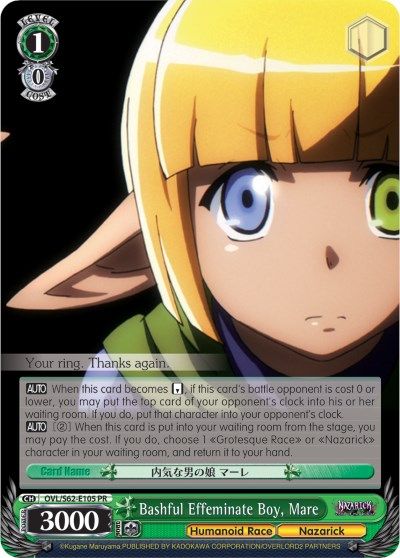 LEVEL
1
0
COST
Your ring. Thanks again.
AUTO When this card becomes [▼], if this card's battle opponent is cost 0 or
lower, you may put the top card of your opponent's clock into his or her
waiting room. If you do, put that character into your opponent's clock.
AUTO [②] When this card is put into your waiting room from the stage, you
may pay cost. If you do, choose 1 «Grotesque Race» or «Nazarick»
character in your waiting room, and return it to your hand.
Card Name 内気な男の娘 マーレ
CH OVL/S62-E105 PR
Bashful Effeminate Boy, Mare
NAZARICK
POWER 3000 SOUL
Humanoid Race Nazarick
©Kugane Maruyama,PUBLISHED BY KADOKAWA CORPORATION/OVERLORD2 PARTNERS